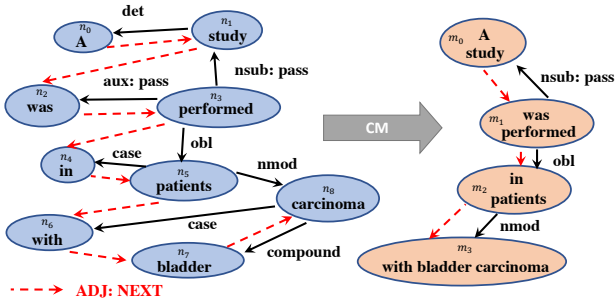 det
n0
A
n1
study
nsub: pass
aux: pass
n2
was
n3
performed
obl
case
n4
in
n5
patients
nmod
n8
carcinoma
n6
with
case
n7
bladder
compound
ADJ: NEXT
CM
m0
A
study
nsub: pass
m1
was
performed
obl
m2
in
patients
nmod
m3
with bladder carcinoma